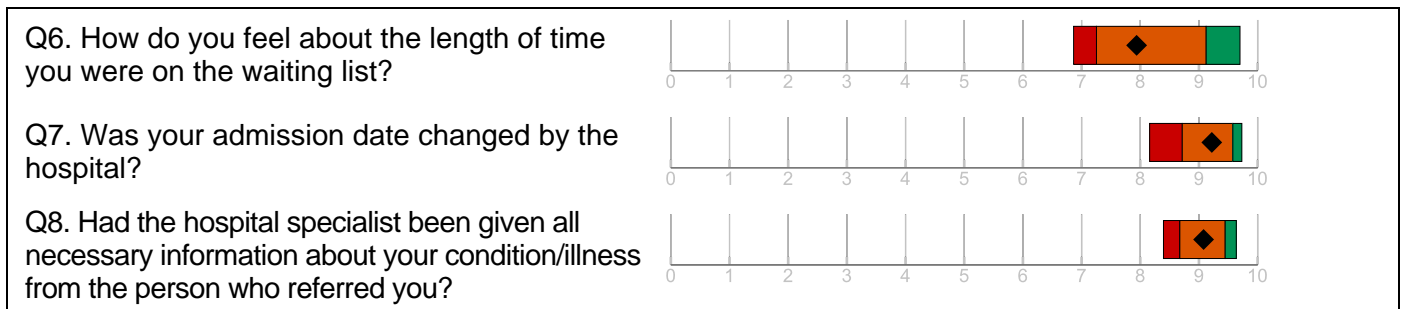 Q6. How do you feel about the length of time
you were on the waiting list?
0 1 2 3 4 5 6 7 8 9 10
Q7. Was your admission date changed by the
hospital?
0 1 2 3 4 5 6 7 8 9 10
Q8. Had the hospital specialist been given all
necessary information about your condition/illness
from the person who referred you?
0 1 2 3 4 5 6 7 8 9 10